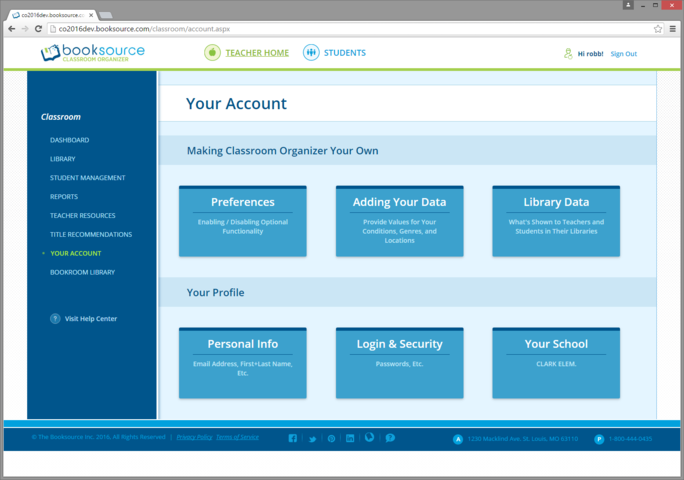 co2016dev.booksource.co
co2016dev.booksource.com/classroom/account.aspx
booksource
CLASSROOM ORGANIZER
TEACHER HOME
STUDENTS
Hi robb!
Sign Out
Classroom
DASHBOARD
LIBRARY
STUDENT MANAGEMENT
REPORTS
TEACHER RESOURCES
TITLE RECOMMENDATIONS
YOUR ACCOUNT
BOOKROOM LIBRARY
? Visit Help Center
Your Account
Making Classroom Organizer Your Own
Preferences
Enabling / Disabling Optional
Functionality
Adding Your Data
Provide Values for Your
Conditions, Genres, and
Locations
Library Data
What's Shown to Teachers and
Students in Their Libraries
Your Profile
Personal Info
Email Address, First+Last Name,
Etc.
Login & Security
Passwords, Etc.
Your School
CLARK ELEM.
© The Booksource Inc. 2016, All Rights Reserved | Privacy Policy Terms of Service
A 1230 Macklind Ave. St. Louis, MO 63110
P 1-800-444-0435